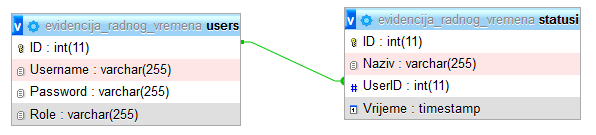 v evidencija_radnog_vremena users
ID : int(11)
Username : varchar(255)
Password : varchar(255)
Role : varchar(255)
v evidencija_radnog_vremena statusi
ID : int(11)
Naziv : varchar(255)
# UserID : int(11)
Vrijeme : timestamp